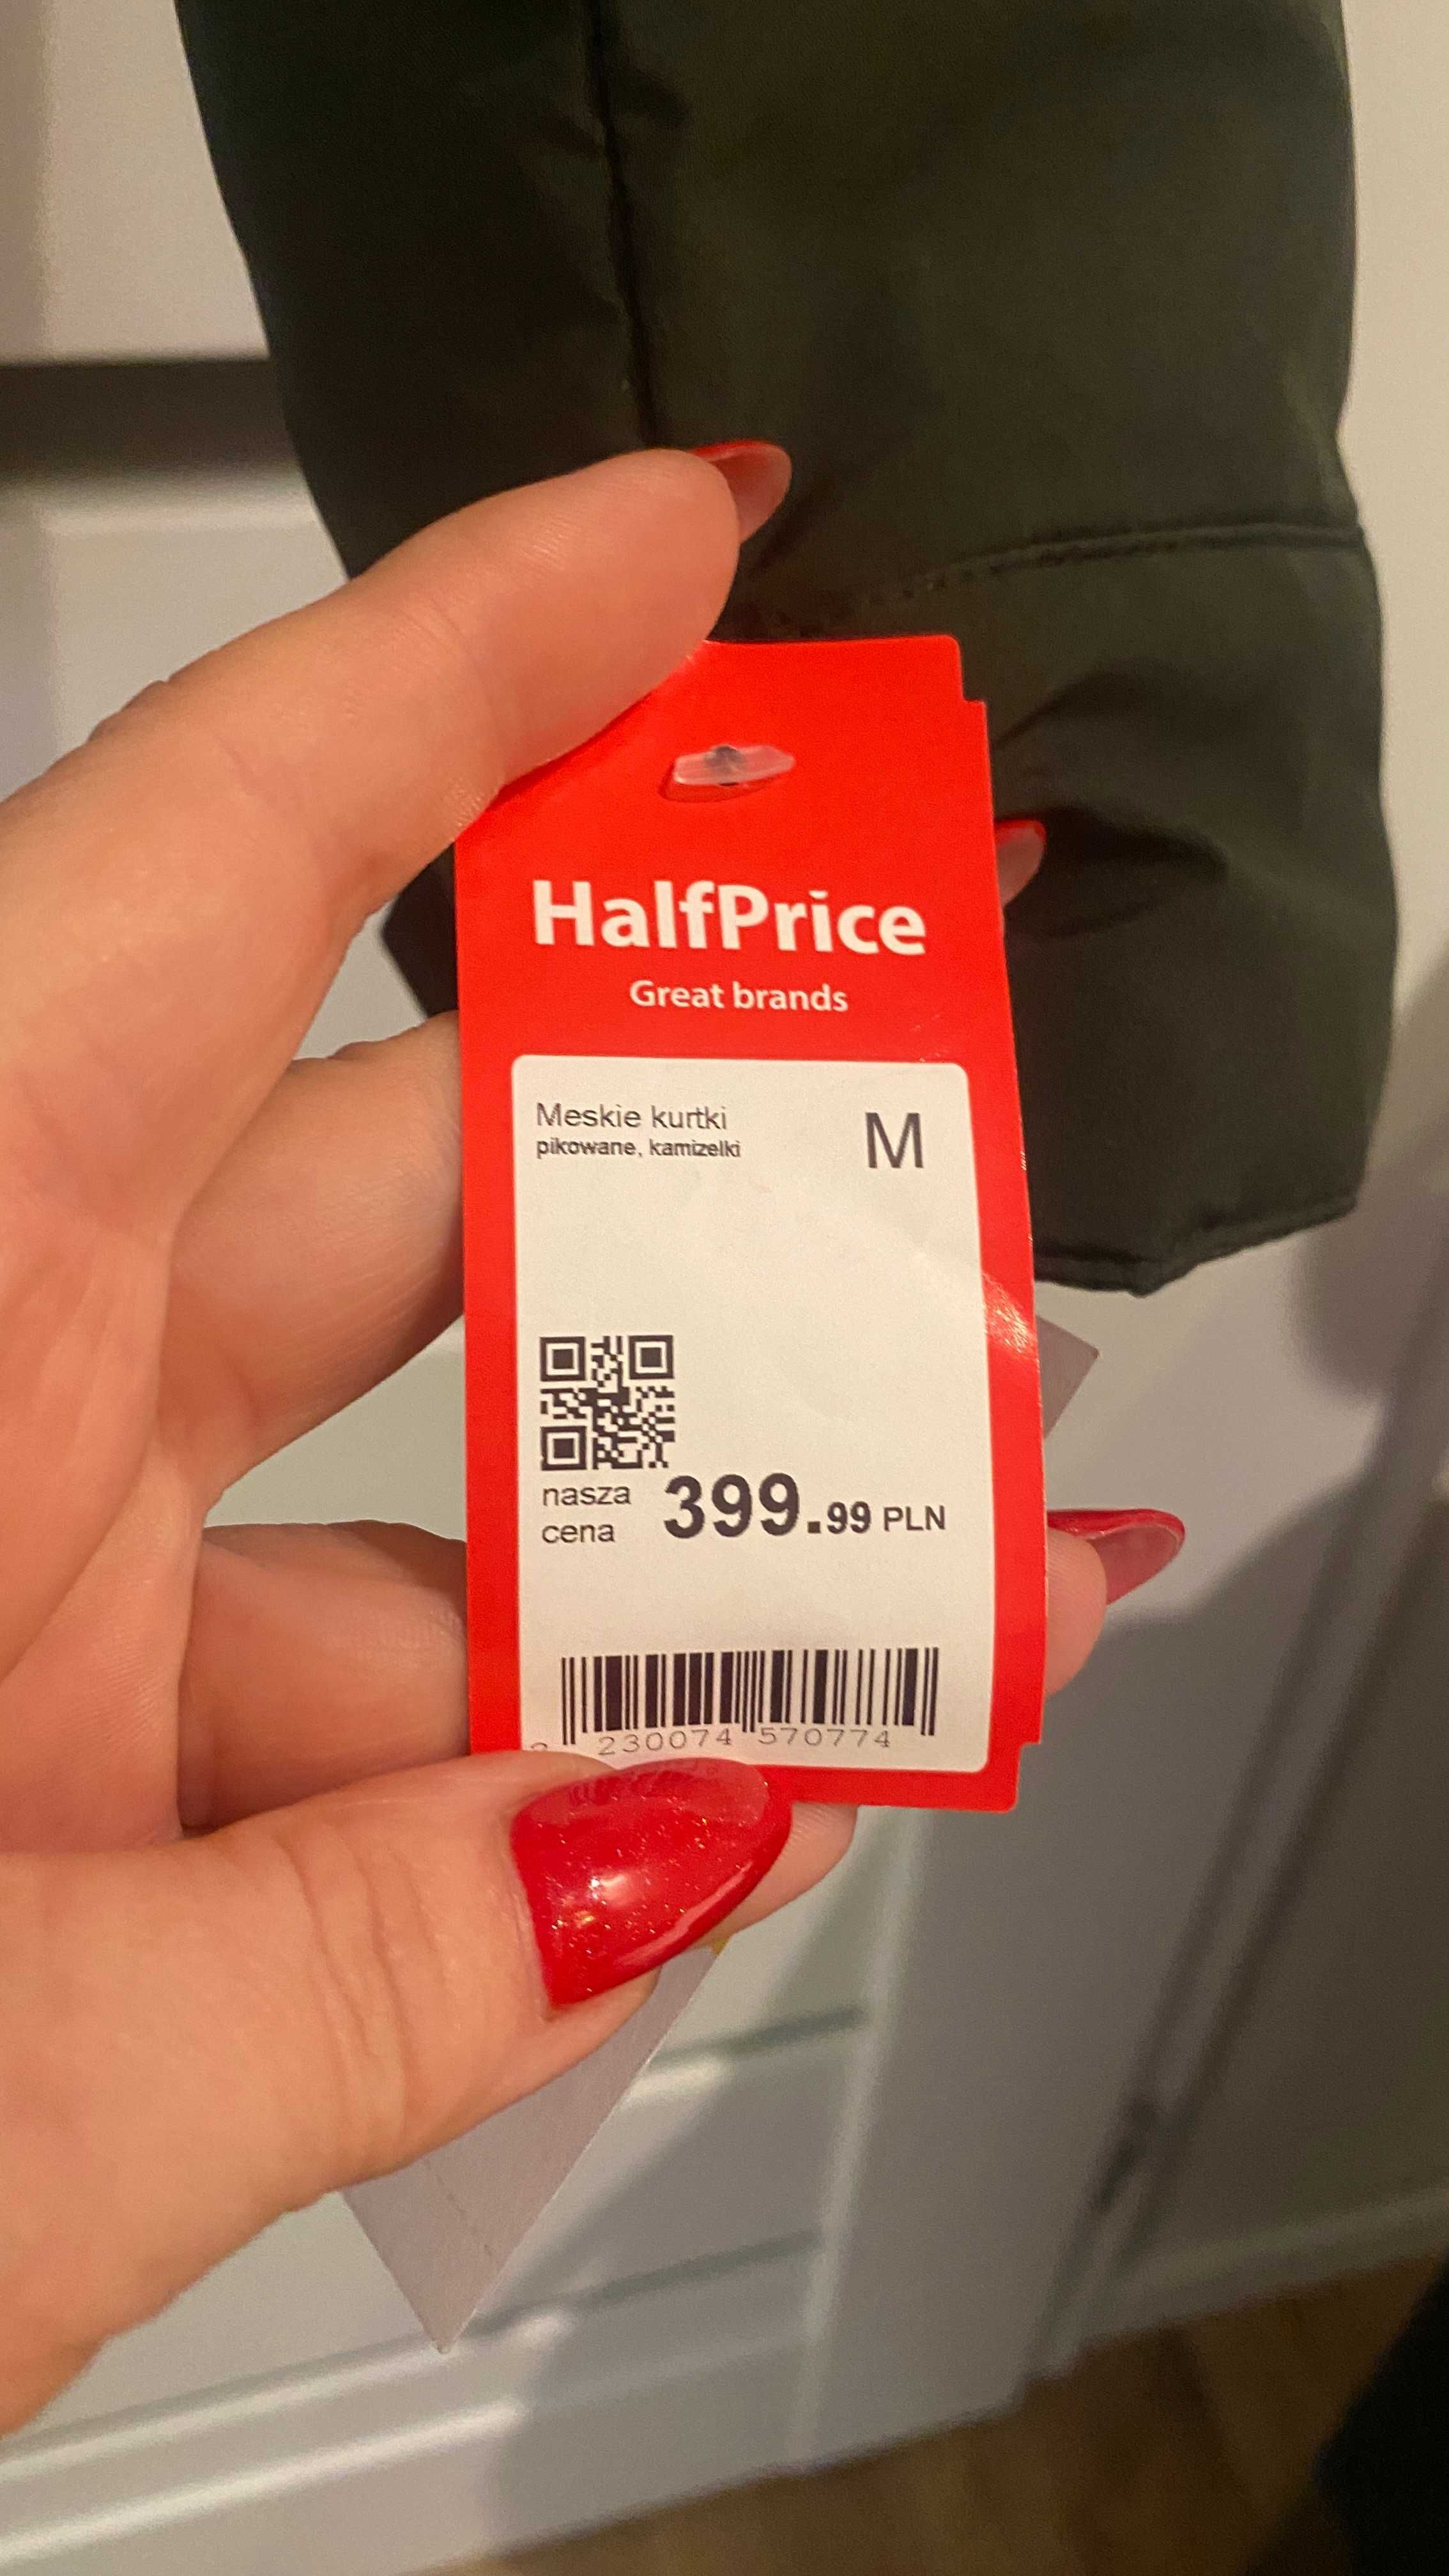 HalfPrice
Great brands
Meskie kurtki
pikowane, kamizelki
M
nasza
cena
399.99 PLN
230074 570774